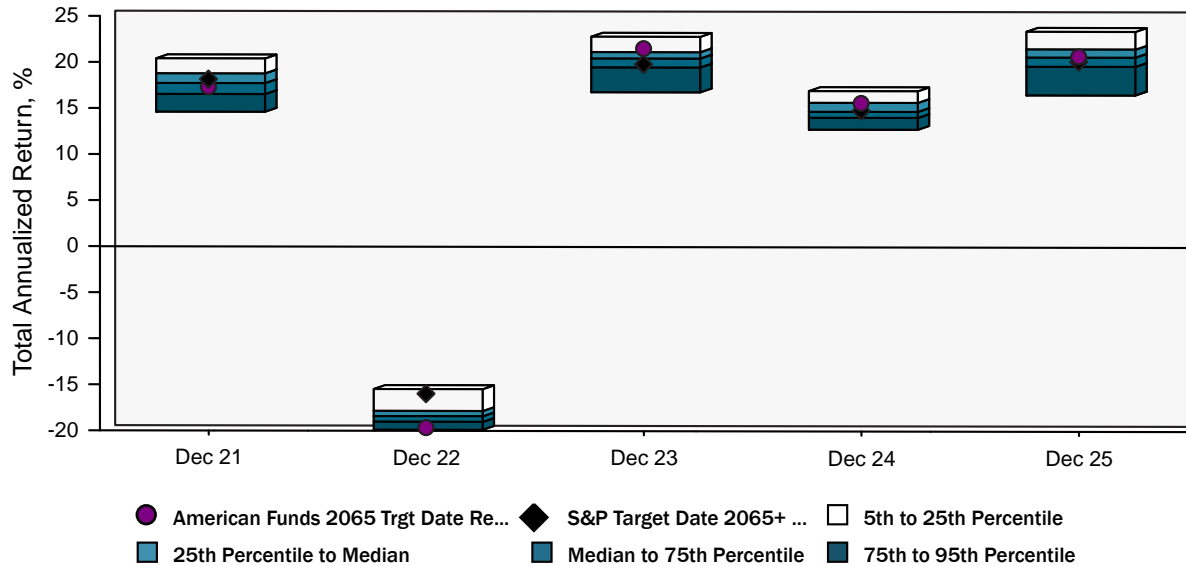 Total Annualized Return, %
25
20
15
10
5
0
-5
-10
-15
-20
Dec 21 Dec 22 Dec 23 Dec 24 Dec 25
American Funds 2065 Trgt Date Re... S&P Target Date 2065+ ... 5th to 25th Percentile
25th Percentile to Median Median to 75th Percentile 75th to 95th Percentile